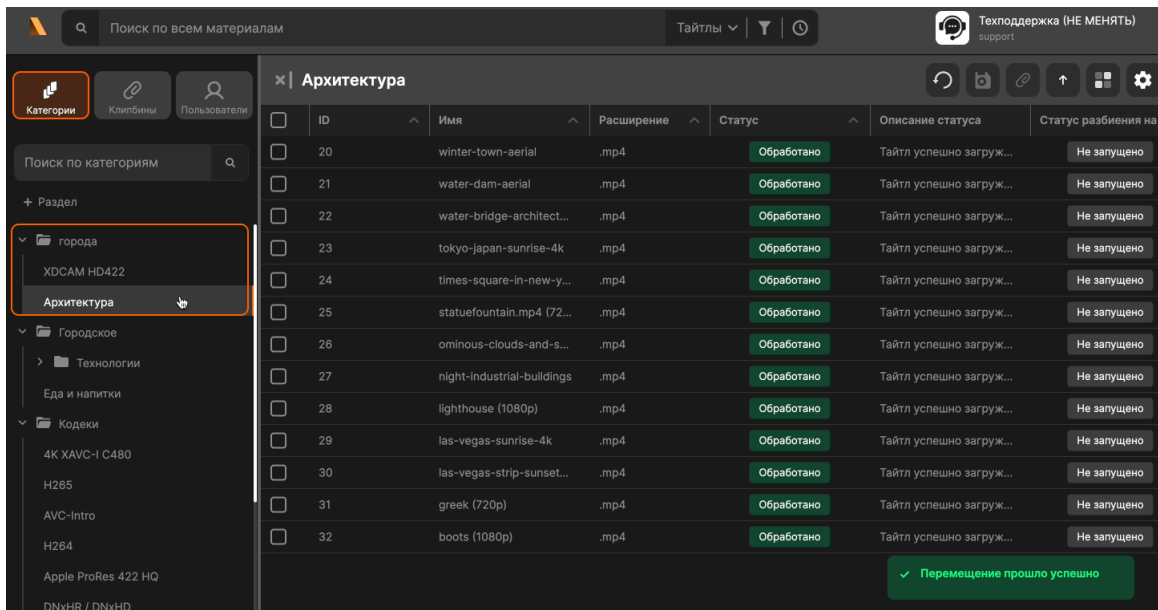 Поиск по всем материалам
Тайтлы
Техподдержка (НЕ МЕНЯТЬ)
support
Категории
Клипбины
Пользователи
Архитектура
Поиск по категориям
+ Раздел
города
XDCAM HD422
Архитектура
Городское
Технологии
Еда и напитки
Кодеки
4K XAVC-I C480
H265
AVC-Intro
H264
Apple ProRes 422 HQ
DNxHR / DNxHD
ID Имя Расширение Статус Описание статуса Статус разбиения на
20 winter-town-aerial .mp4 Обработано Тайтл успешно загруж... Не запущено
21 water-dam-aerial .mp4 Обработано Тайтл успешно загруж... Не запущено
22 water-bridge-architect... .mp4 Обработано Тайтл успешно загруж... Не запущено
23 tokyo-japan-sunrise-4k .mp4 Обработано Тайтл успешно загруж... Не запущено
24 times-square-in-new-y... .mp4 Обработано Тайтл успешно загруж... Не запущено
25 statuefountain.mp4 (72... .mp4 Обработано Тайтл успешно загруж... Не запущено
26 ominous-clouds-and-s... .mp4 Обработано Тайтл успешно загруж... Не запущено
27 night-industrial-buildings .mp4 Обработано Тайтл успешно загруж... Не запущено
28 lighthouse (1080p) .mp4 Обработано Тайтл успешно загруж... Не запущено
29 las-vegas-sunrise-4k .mp4 Обработано Тайтл успешно загруж... Не запущено
30 las-vegas-strip-sunset... .mp4 Обработано Тайтл успешно загруж... Не запущено
31 greek (720p) .mp4 Обработано Тайтл успешно загруж... Не запущено
32 boots (1080p) .mp4 Обработано Тайтл успешно загруж... Не запущено
Перемещение прошло успешно